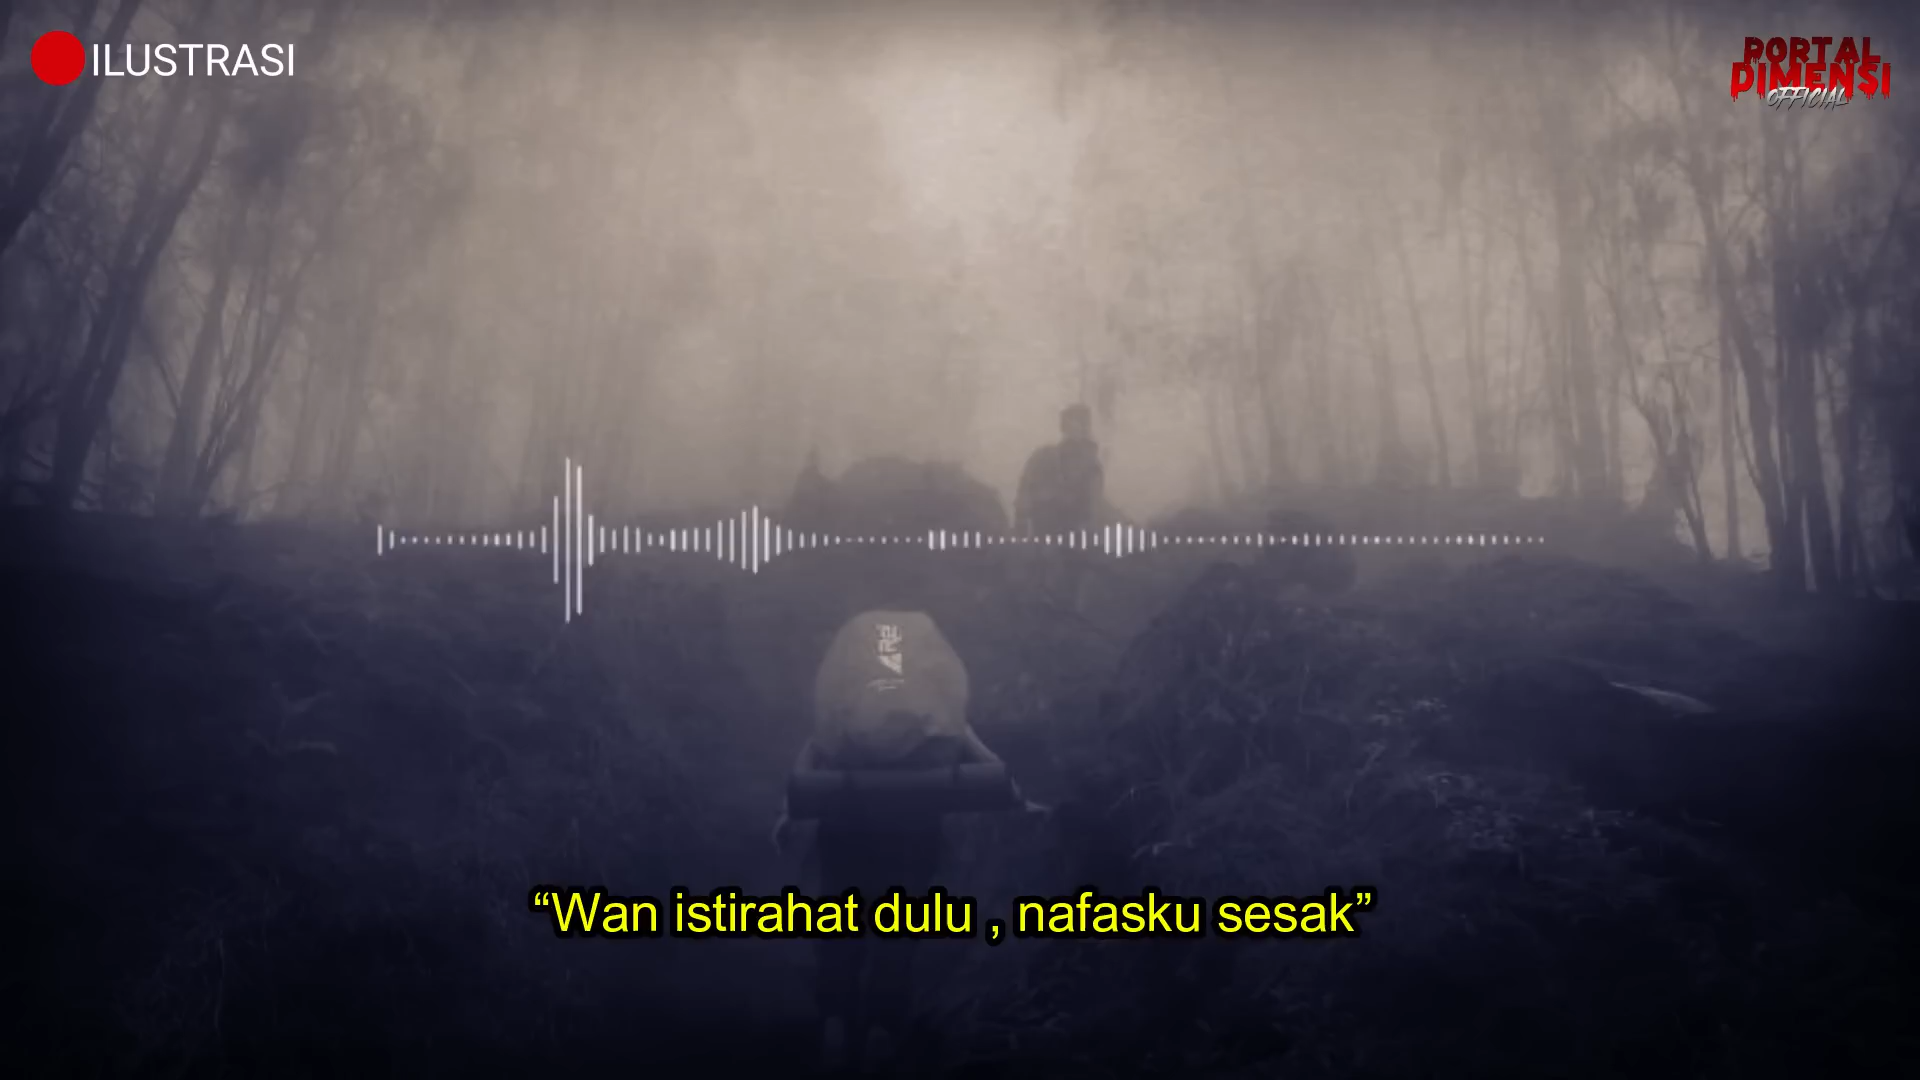 ILUSTRASI
PORTAL
DIMENSI
OFFICIAL
“Wan istirahat dulu , nafasku sesak”